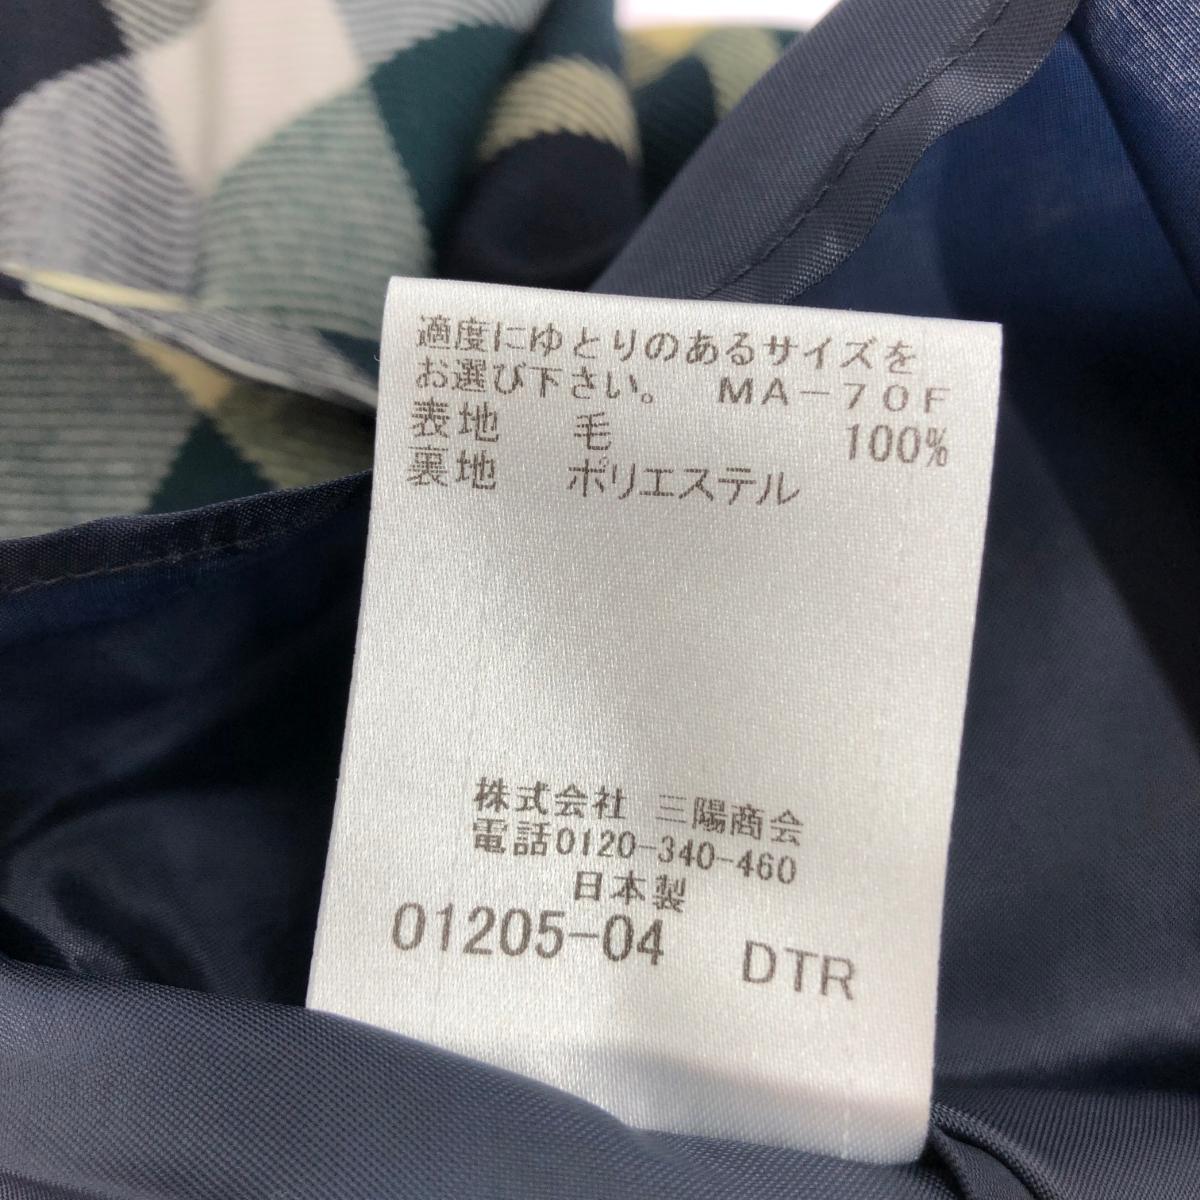 適度にゆとりのあるサイズを
お選び下さい。 MA-70F
表地 毛 100%
裏地 ポリエステル
株式会社 三陽商会
電話0120-340-460
日本製
01205-04 DTR